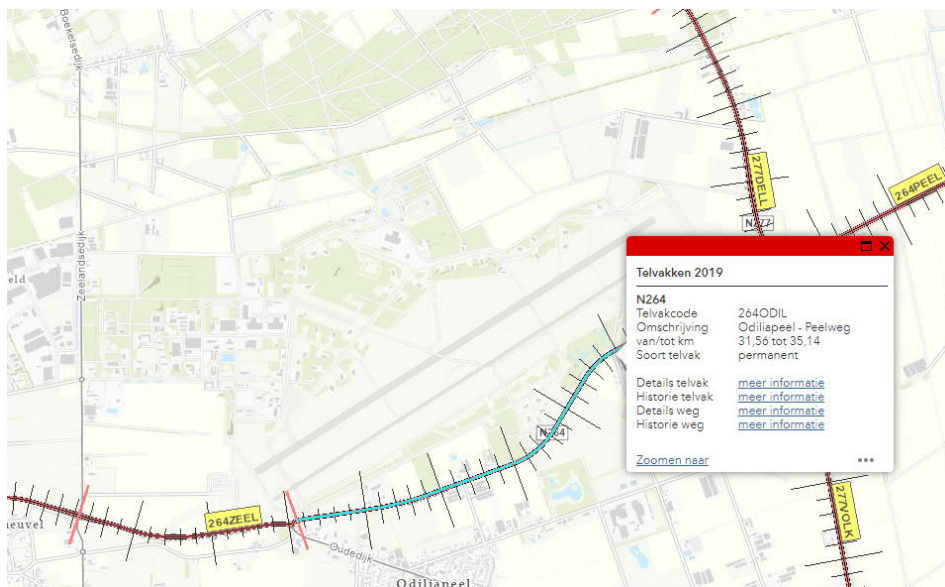 Boekelsedijk
Zeelandsedijk
eld
277DELL
264PEEL
N277
Telvakken 2019
N264
Telvakcode 264ODIL
Omschrijving Odiliapeel - Peelweg
van/tot km 31,56 tot 35,14
Soort telvak permanent
Details telvak meer informatie
Historie telvak meer informatie
Details weg meer informatie
Historie weg meer informatie
Zoomen naar
N264
277VOLK
264ZEEL
heuvel
Oudedijk
Odiliapeel